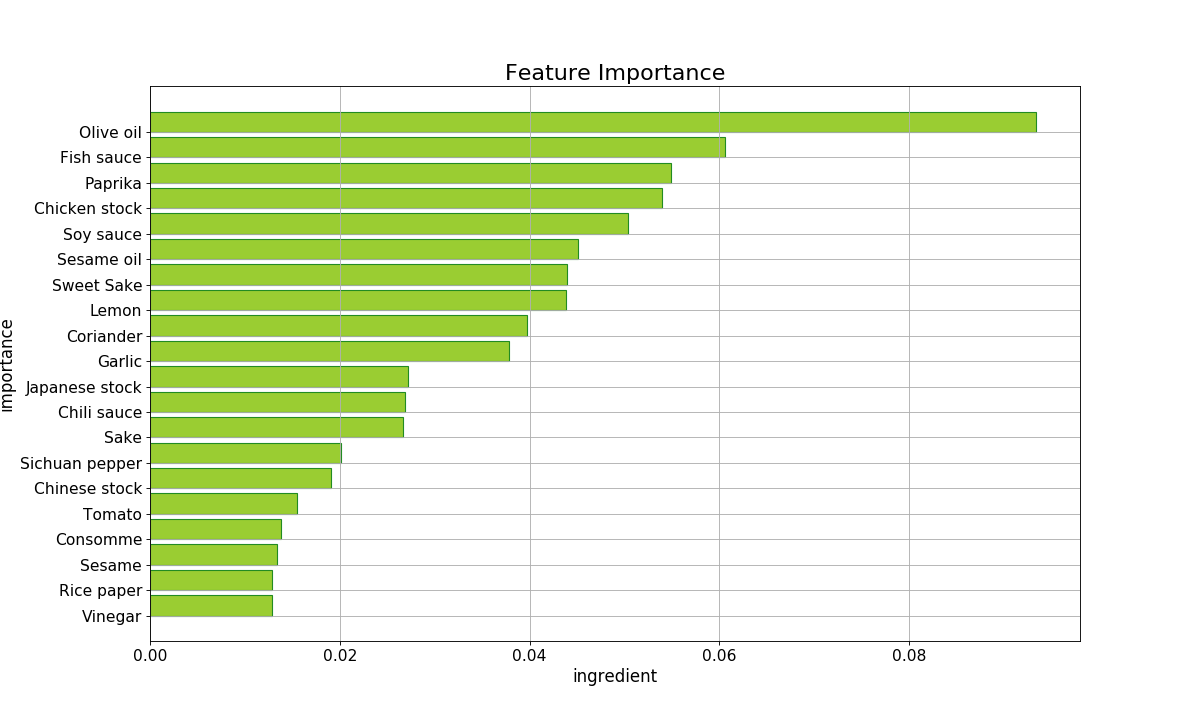 Feature Importance
Olive oil
Fish sauce
Paprika
Chicken stock
Soy sauce
Sesame oil
Sweet Sake
Lemon
Coriander
Garlic
Japanese stock
Chili sauce
Sake
Sichuan pepper
Chinese stock
Tomato
Consomme
Sesame
Rice paper
Vinegar
importance
0.00 0.02 0.04 0.06 0.08
ingredient